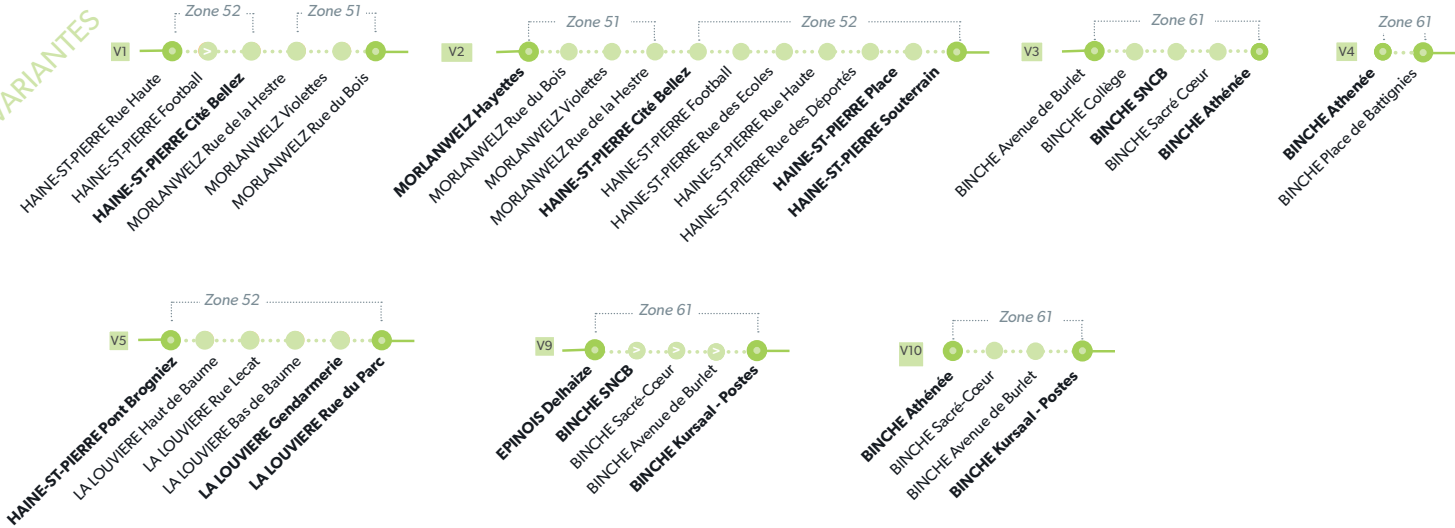 VARIANTES
V1
Zone 52
Zone 51
HAINE-ST-PIERRE Rue Haute
HAINE-ST-PIERRE Football
HAINE-ST-PIERRE Cité Bellez
MORLANWELZ Rue de la Hestre
MORLANWELZ Violettes
MORLANWELZ Rue du Bois
V2
Zone 51
Zone 52
MORLANWELZ Hayettes
MORLANWELZ Rue du Bois
MORLANWELZ Violettes
MORLANWELZ Rue de la Hestre
HAINE-ST-PIERRE Cité Bellez
HAINE-ST-PIERRE Football
HAINE-ST-PIERRE Rue des Ecoles
HAINE-ST-PIERRE Rue Haute
HAINE-ST-PIERRE Rue des Déportés
HAINE-ST-PIERRE Place
HAINE-ST-PIERRE Souterrain
V3
Zone 61
BINCHE Avenue de Burlet
BINCHE Collège
BINCHE SNCB
BINCHE Sacré Cœur
BINCHE Athénée
V4
Zone 61
BINCHE Athenée
BINCHE Place de Battignies
V5
Zone 52
HAINE-ST-PIERRE Pont Brogniez
LA LOUVIERE Haut de Baume
LA LOUVIERE Rue Lecat
LA LOUVIERE Bas de Baume
LA LOUVIERE Gendarmerie
LA LOUVIERE Rue du Parc
V9
Zone 61
EPINOIS Delhaize
BINCHE SNCB
BINCHE Sacré-Cœur
BINCHE Avenue de Burlet
BINCHE Kursaal - Postes
V10
Zone 61
BINCHE Athénée
BINCHE Sacré-Cœur
BINCHE Avenue de Burlet
BINCHE Kursaal - Postes